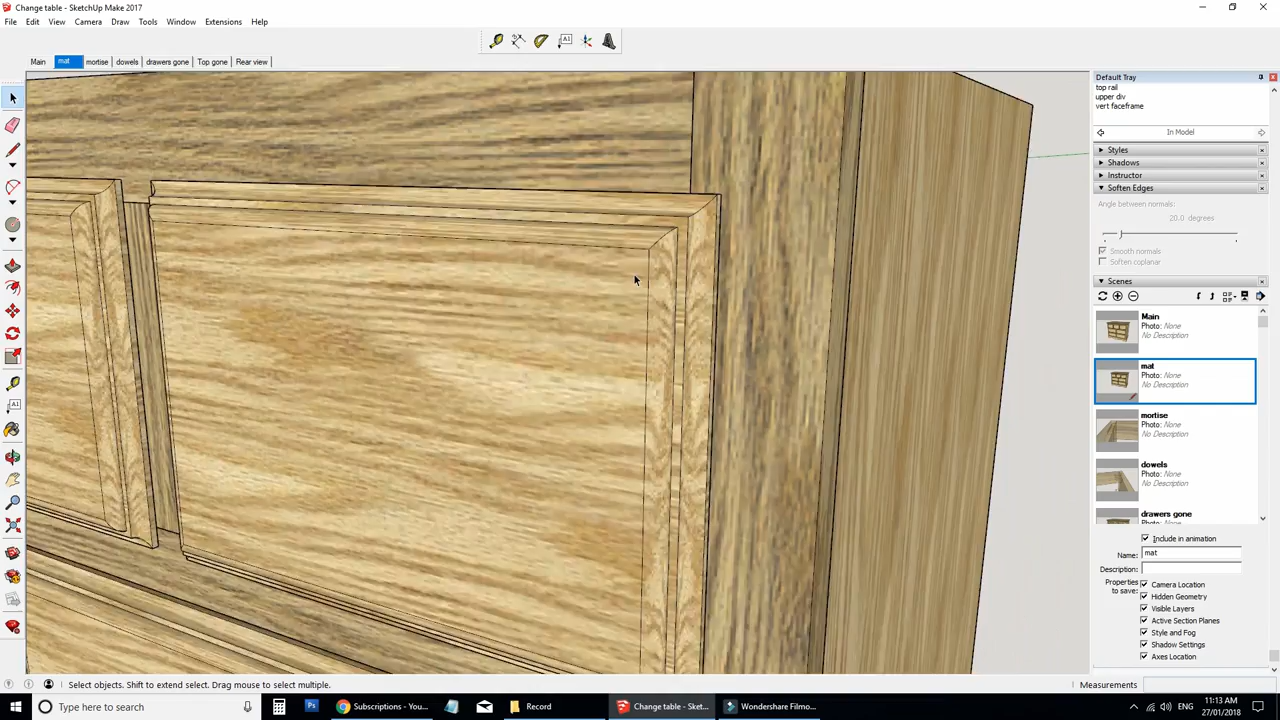 Change table - SketchUp Make 2017
File Edit View Camera Draw Tools Window Extensions Help
Main mat mortise dowels drawers gone Top gone Rear view
Default Tray
top rail
upper div
vert faceframe
In Model
Styles
Shadows
Instructor
Soften Edges
Angle between normals:
20.0 degrees
Smooth normals
Soften coplanar
Scenes
Main
Photo: None
No Description
mat
Photo: None
No Description
mortise
Photo: None
No Description
dowels
Photo: None
No Description
drawers gone
Photo: None
Include in animation
Name: mat
Description:
Properties to save:
Camera Location
Hidden Geometry
Visible Layers
Active Section Planes
Style and Fog
Shadow Settings
Axes Location
Select objects. Shift to extend select. Drag mouse to select multiple.
Measurements
Type here to search
Subscriptions - You...
Record
Change table - Sket...
Wondershare Filmo...
ENG
11:13 AM
27/01/2018